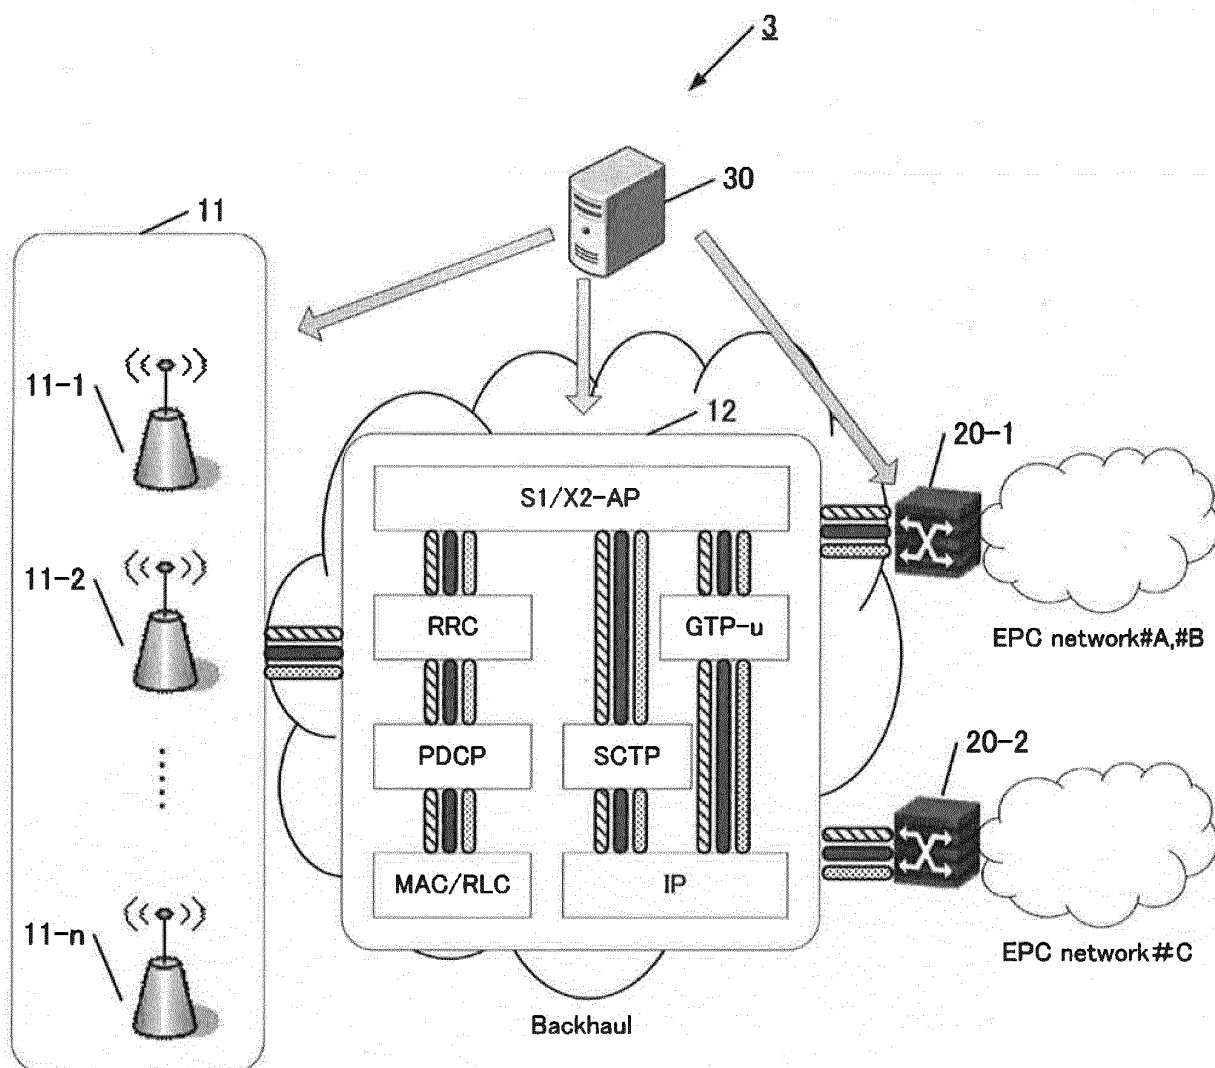 3
30
11
11-1
12
20-1
S1/X2-AP
11-2
RRC
GTP-u
EPC network#A,#B
PDCP
SCTP
20-2
MAC/RLC
IP
11-n
EPC network#C
Backhaul